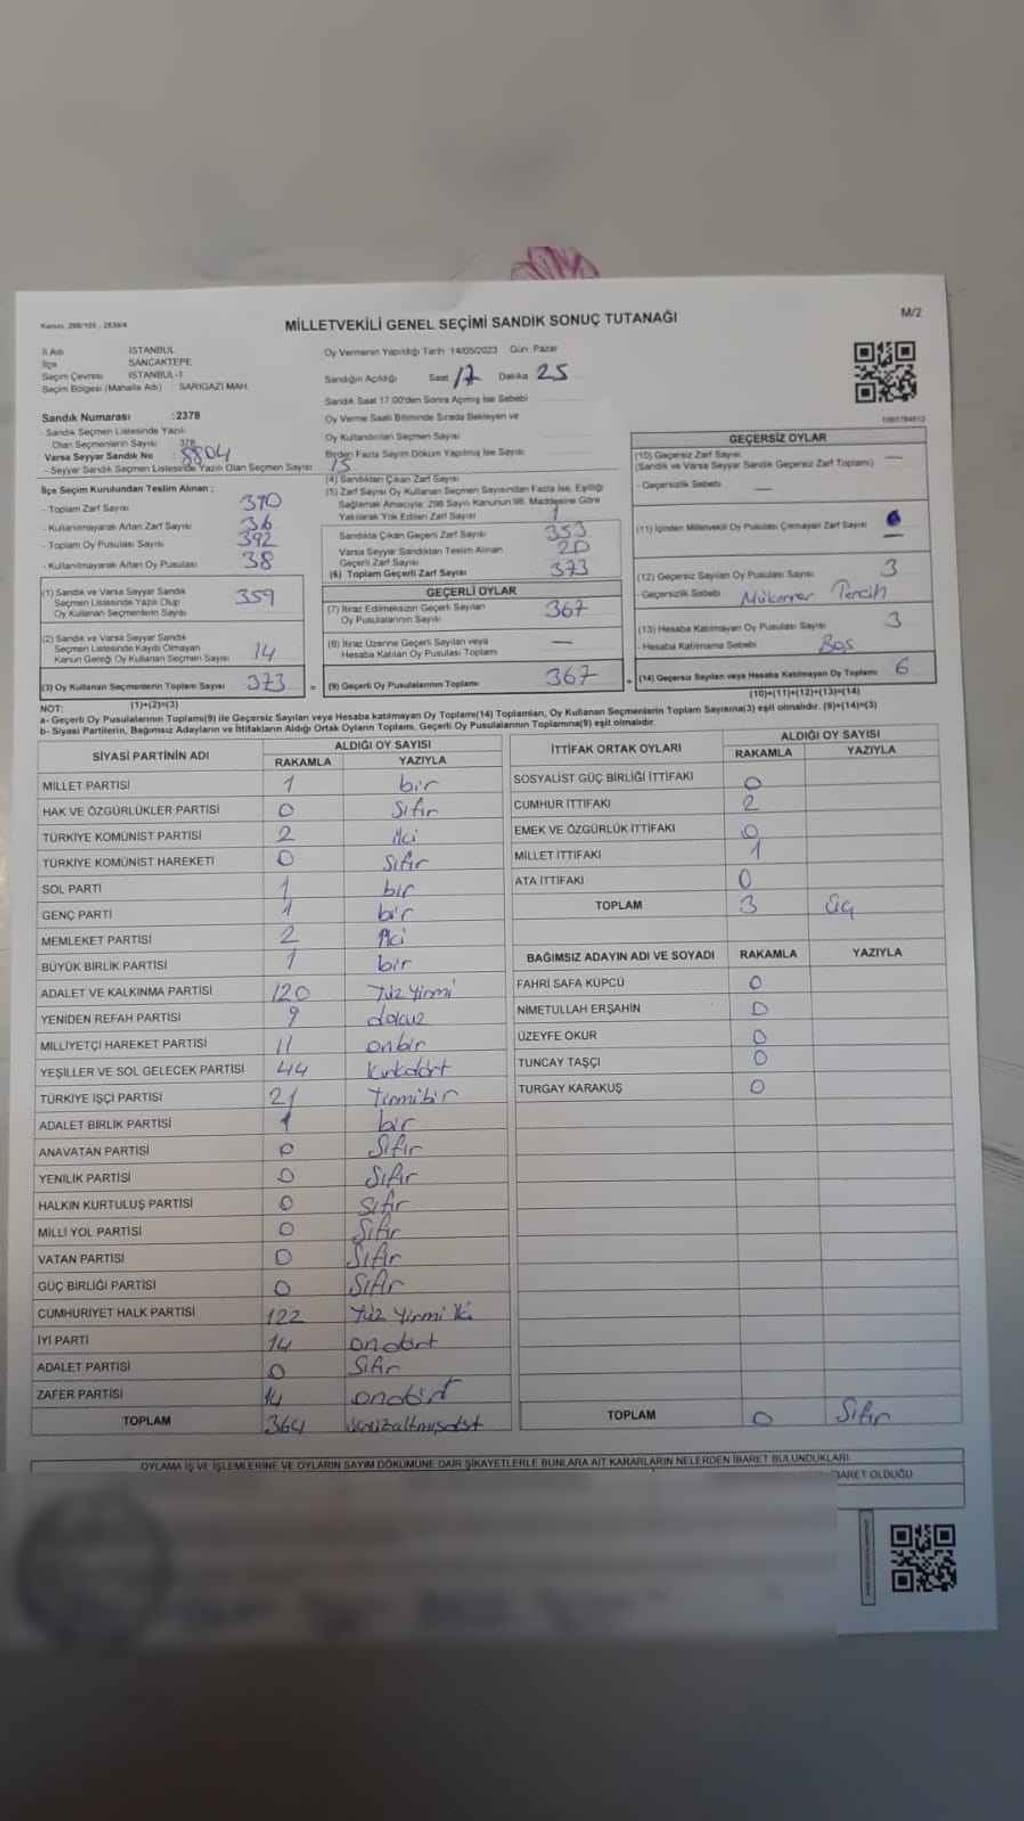 Kanun: 298/105 - 2839/4
MİLLETVEKİLİ GENEL SEÇİMİ SANDIK SONUÇ TUTANAĞI
M/2
İl Adı İSTANBUL
İlçe SANCAKTEPE
Seçim Çevresi İSTANBUL-1
Seçim Bölgesi (Mahalle Adı) SARIGAZİ MAH.
Sandık Numarası :2378
Sandık Seçmen Listesinde Yazılı
Olan Seçmenlerin Sayısı 378
Varsa Seyyar Sandık No 8804
- Seyyar Sandık Seçmen Listesinde Yazılı Olan Seçmen Sayısı 15
Oy Vermenin Yapıldığı Tarih: 14/05/2023 Gün: Pazar
Sandığın Açıldığı Saat 17 Dakika 25
Sandık Saat 17:00'den Sonra Açılmış İse Sebebi
Oy Verme Saati Bitiminde Sırada Bekleyen ve
Oy Kullandırılan Seçmen Sayısı
Birden Fazla Sayım Döküm Yapılmış İse Sayısı
İlçe Seçim Kurulundan Teslim Alınan :
- Toplam Zarf Sayısı 390
- Kullanılmayarak Artan Zarf Sayısı 36
- Toplam Oy Pusulası Sayısı 392
- Kullanılmayarak Artan Oy Pusulası 38
(1) Sandık ve Varsa Seyyar Sandık
Seçmen Listesinde Yazılı Olup
Oy Kullanan Seçmenlerin Sayısı 359
(2) Sandık ve Varsa Seyyar Sandık
Seçmen Listesinde Kaydı Olmayan
Kanun Gereği Oy Kullanan Seçmen Sayısı 14
(3) Oy Kullanan Seçmenlerin Toplam Sayısı 373
(1)+(2)=(3)
(4) Sandıktan Çıkan Zarf Sayısı
(5) Zarf Sayısı Oy Kullanan Seçmen Sayısından Fazla İse, Eşitliği
Sağlamak Amacıyla; 298 Sayılı Kanunun 98. Maddesine Göre
Yakılarak Yok Edilen Zarf Sayısı 1
Sandıkta Çıkan Geçerli Zarf Sayısı 353
Varsa Seyyar Sandıktan Teslim Alınan
Geçerli Zarf Sayısı 20
(6) Toplam Geçerli Zarf Sayısı 373
GEÇERLİ OYLAR
(7) İtiraz Edilmeksizin Geçerli Sayılan
Oy Pusulalarının Sayısı 367
(8) İtiraz Üzerine Geçerli Sayılan veya
Hesaba Katılan Oy Pusulası Toplamı —
= (9) Geçerli Oy Pusulalarının Toplamı 367
GEÇERSİZ OYLAR
(10) Geçersiz Zarf Sayısı
(Sandık ve Varsa Seyyar Sandık Geçersiz Zarf Toplamı) —
- Geçersizlik Sebebi —
(11) İçinden Milletvekili Oy Pusulası Çıkmayan Zarf Sayısı
(12) Geçersiz Sayılan Oy Pusulası Sayısı 3
- Geçersizlik Sebebi Mükerrer Tercih
(13) Hesaba Katılmayan Oy Pusulası Sayısı 3
- Hesaba Katılmama Sebebi Boş
+ (14) Geçersiz Sayılan veya Hesaba Katılmayan Oy Toplamı 6
(10)+(11)+(12)+(13)=(14)
NOT:
a- Geçerli Oy Pusulalarının Toplamı(9) ile Geçersiz Sayılan veya Hesaba katılmayan Oy Toplamı(14) Toplamları, Oy Kullanan Seçmenlerin Toplam Sayısına(3) eşit olmalıdır. (9)+(14)=(3)
b- Siyasi Partilerin, Bağımsız Adayların ve İttifakların Aldığı Ortak Oyların Toplamı, Geçerli Oy Pusulalarının Toplamına(9) eşit olmalıdır.
SİYASİ PARTİNİN ADI ALDIĞI OY SAYISI
RAKAMLA YAZIYLA
MİLLET PARTİSİ 1 bir
HAK VE ÖZGÜRLÜKLER PARTİSİ 0 Sıfır
TÜRKİYE KOMÜNİST PARTİSİ 2 iki
TÜRKİYE KOMÜNİST HAREKETİ 0 Sıfır
SOL PARTİ 1 bir
GENÇ PARTİ 1 bir
MEMLEKET PARTİSİ 2 iki
BÜYÜK BİRLİK PARTİSİ 1 bir
ADALET VE KALKINMA PARTİSİ 120 Yüz Yirmi
YENİDEN REFAH PARTİSİ 9 dokuz
MİLLİYETÇİ HAREKET PARTİSİ 11 onbir
YEŞİLLER VE SOL GELECEK PARTİSİ 44 Kırkdört
TÜRKİYE İŞÇİ PARTİSİ 21 Yirmibir
ADALET BİRLİK PARTİSİ 1 bir
ANAVATAN PARTİSİ 0 Sıfır
YENİLİK PARTİSİ 0 Sıfır
HALKIN KURTULUŞ PARTİSİ 0 Sıfır
MİLLİ YOL PARTİSİ 0 Sıfır
VATAN PARTİSİ 0 Sıfır
GÜÇ BİRLİĞİ PARTİSİ 0 Sıfır
CUMHURİYET HALK PARTİSİ 122 Yüz Yirmi iki
İYİ PARTİ 14 ondört
ADALET PARTİSİ 0 Sıfır
ZAFER PARTİSİ 14 ondört
TOPLAM 364 üçyüzaltmışdört
İTTİFAK ORTAK OYLARI ALDIĞI OY SAYISI
RAKAMLA YAZIYLA
SOSYALİST GÜÇ BİRLİĞİ İTTİFAKI 0
CUMHUR İTTİFAKI 2
EMEK VE ÖZGÜRLÜK İTTİFAKI 0
MİLLET İTTİFAKI 1
ATA İTTİFAKI 0
TOPLAM 3 üç
BAĞIMSIZ ADAYIN ADI VE SOYADI RAKAMLA YAZIYLA
FAHRİ SAFA KÜPCÜ 0
NİMETULLAH ERŞAHİN 0
ÜZEYFE OKUR 0
TUNCAY TAŞÇI 0
TURGAY KARAKUŞ 0
TOPLAM 0 Sıfır
OYLAMA İŞ VE İŞLEMLERİNE VE OYLARIN SAYIM DÖKÜMÜNE DAİR ŞİKAYETLERLE BUNLARA AİT KARARLARIN NELERDEN İBARET BULUNDUKLARI
İBARET OLDUĞU